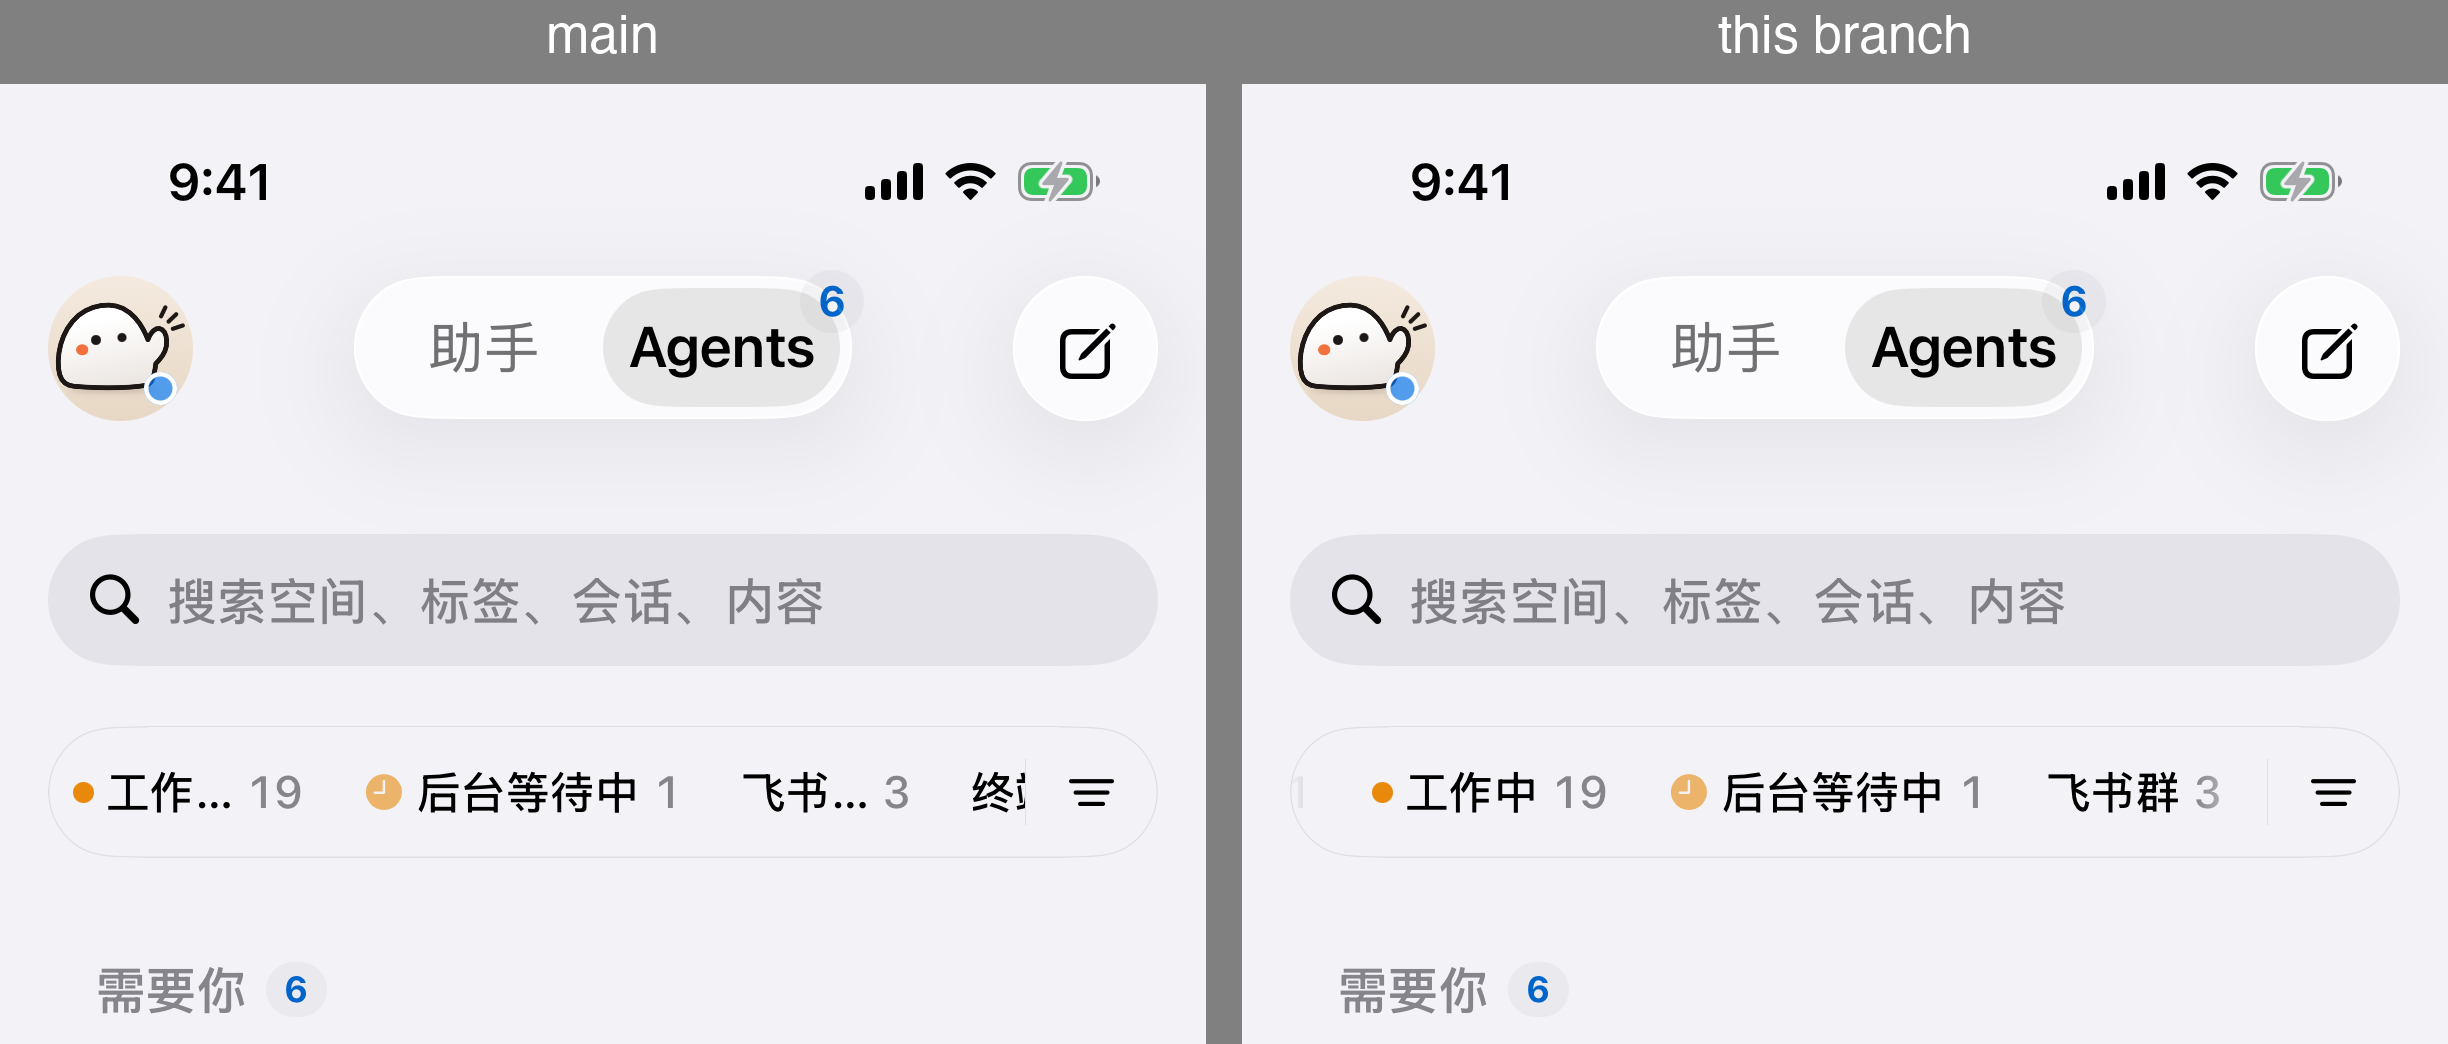 main
this branch
9:41
9:41
助手 Agents 6
助手 Agents 6
搜索空间、标签、会话、内容
搜索空间、标签、会话、内容
工作... 19 后台等待中 1 飞书... 3 终
工作中 19 后台等待中 1 飞书群 3
需要你 6
需要你 6